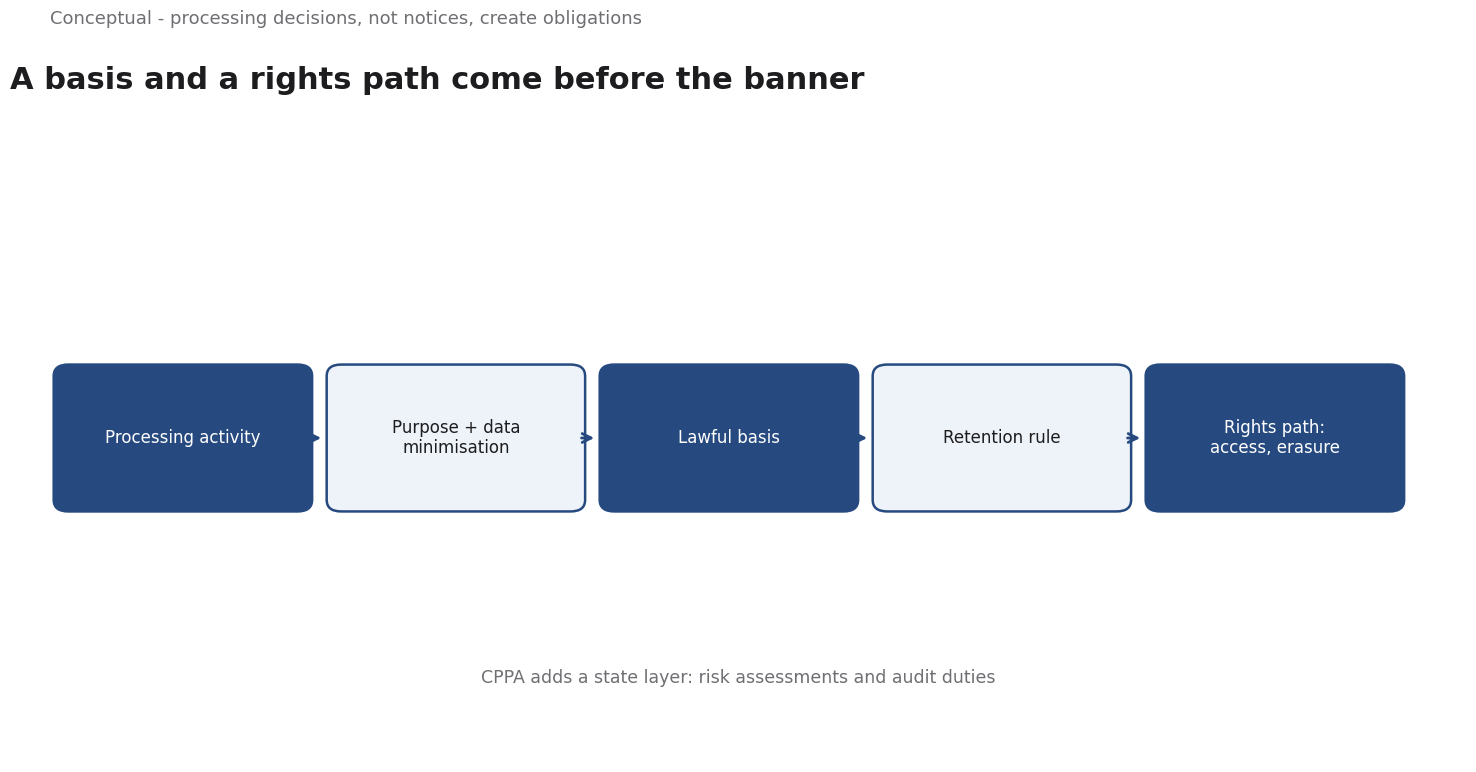 Conceptual - processing decisions, not notices, create obligations
A basis and a rights path come before the banner
Processing activity
Purpose + data
minimisation
Lawful basis
Retention rule
Rights path:
access, erasure
CPPA adds a state layer: risk assessments and audit duties